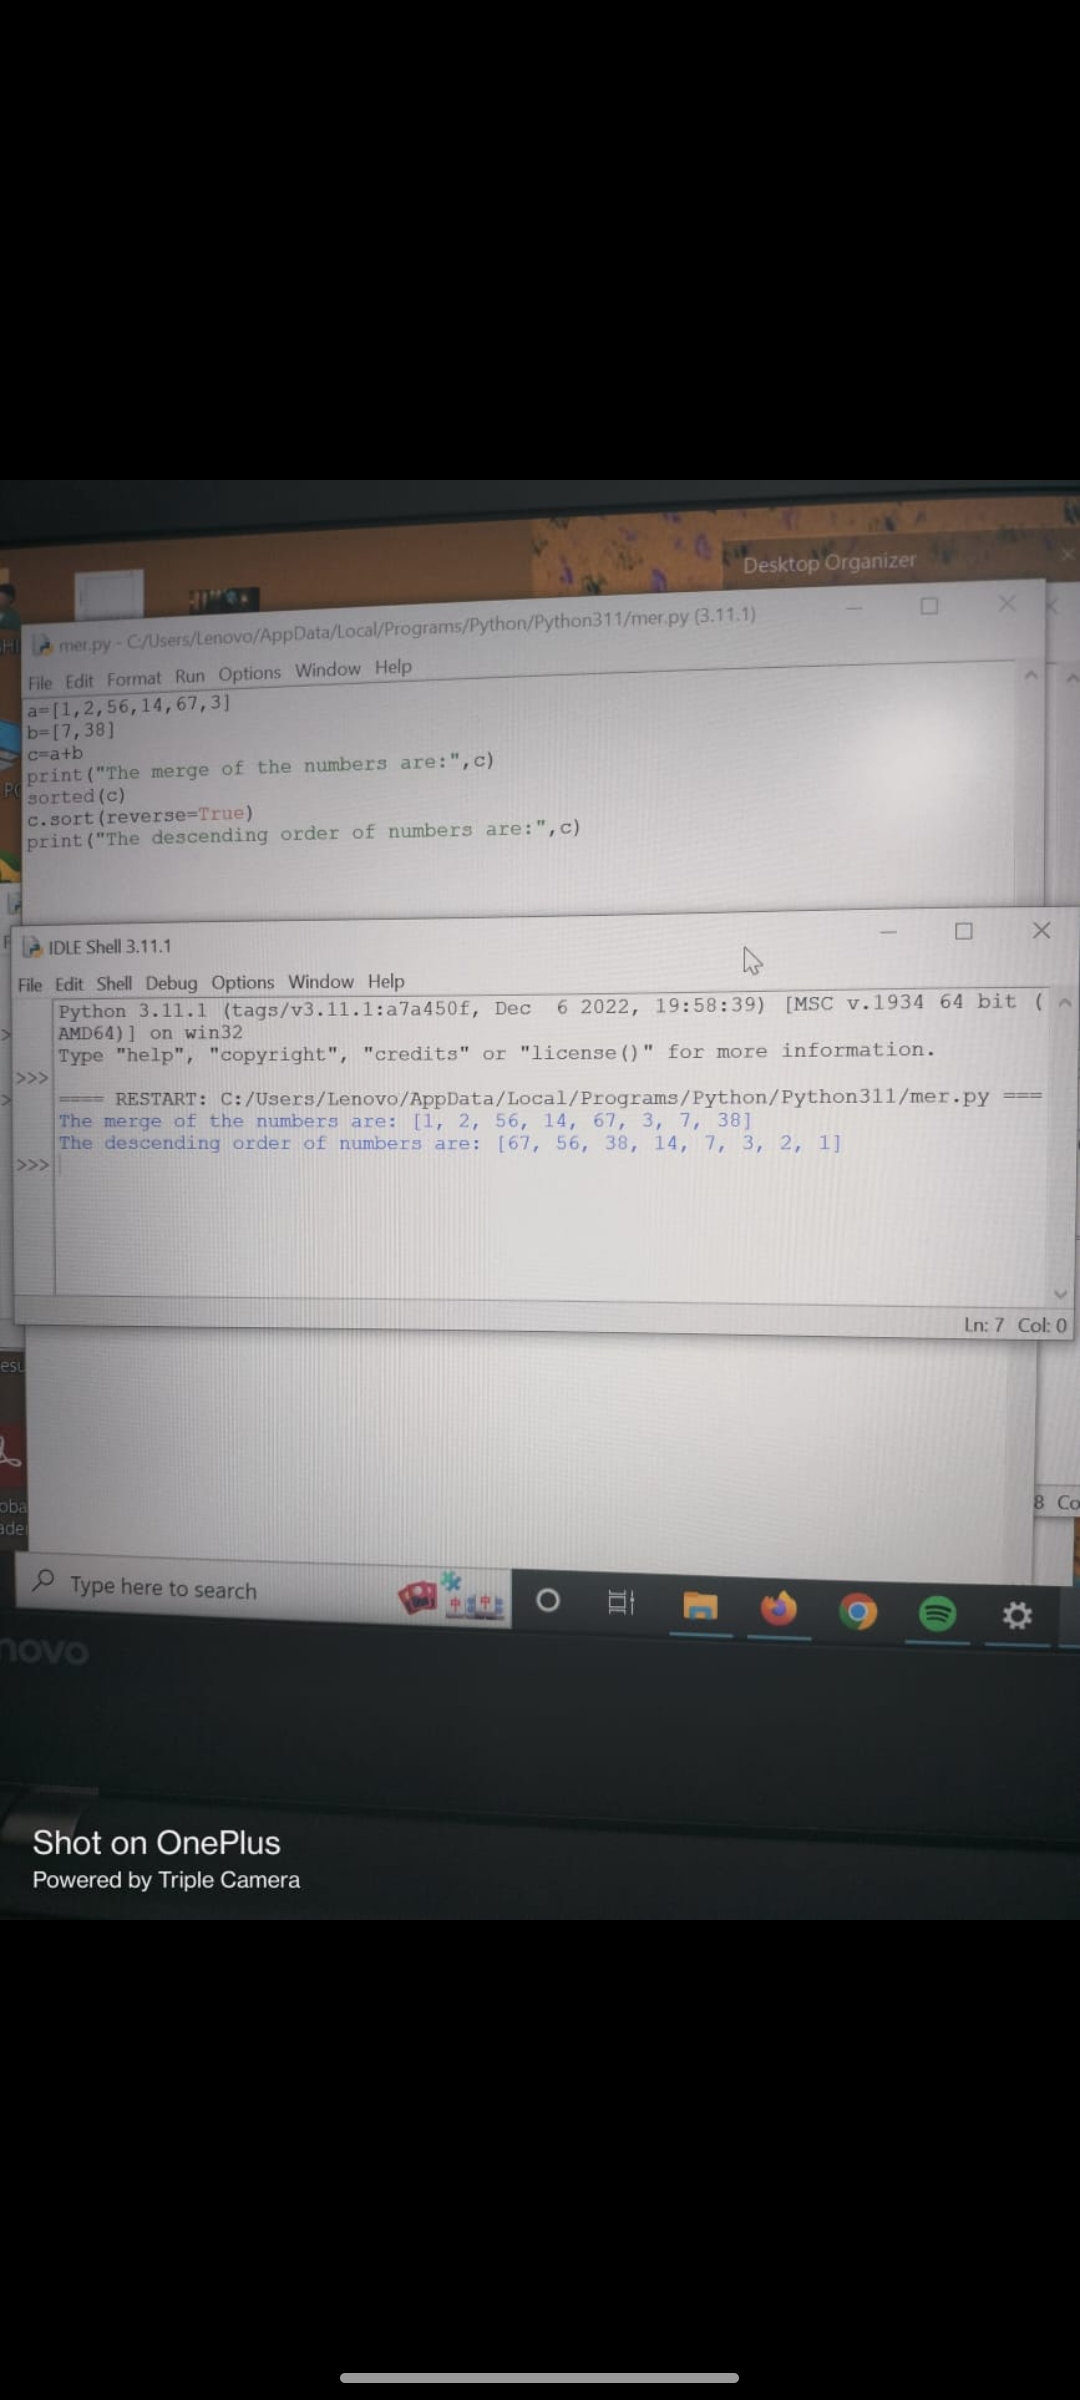 Desktop Organizer
mer.py - C:/Users/Lenovo/AppData/Local/Programs/Python/Python311/mer.py (3.11.1)
File Edit Format Run Options Window Help
a=[1,2,56,14,67,3]
b=[7,38]
c=a+b
print("The merge of the numbers are:",c)
sorted(c)
c.sort(reverse=True)
print("The descending order of numbers are:",c)
IDLE Shell 3.11.1
File Edit Shell Debug Options Window Help
Python 3.11.1 (tags/v3.11.1:a7a450f, Dec  6 2022, 19:58:39) [MSC v.1934 64 bit (
AMD64)] on win32
Type "help", "copyright", "credits" or "license()" for more information.
>>>
==== RESTART: C:/Users/Lenovo/AppData/Local/Programs/Python/Python311/mer.py ===
The merge of the numbers are: [1, 2, 56, 14, 67, 3, 7, 38]
The descending order of numbers are: [67, 56, 38, 14, 7, 3, 2, 1]
>>>
Ln: 7 Col: 0
8 Co
Type here to search
novo
Shot on OnePlus
Powered by Triple Camera